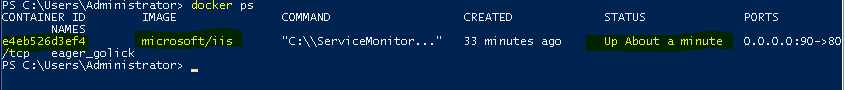 PS C:\Users\Administrator> docker ps
CONTAINER ID IMAGE COMMAND CREATED STATUS PORTS
NAMES
e4eb526d3ef4 microsoft/iis "C:\\ServiceMonitor..." 33 minutes ago Up About a minute 0.0.0.0:90->80
/tcp eager_golick
PS C:\Users\Administrator> _